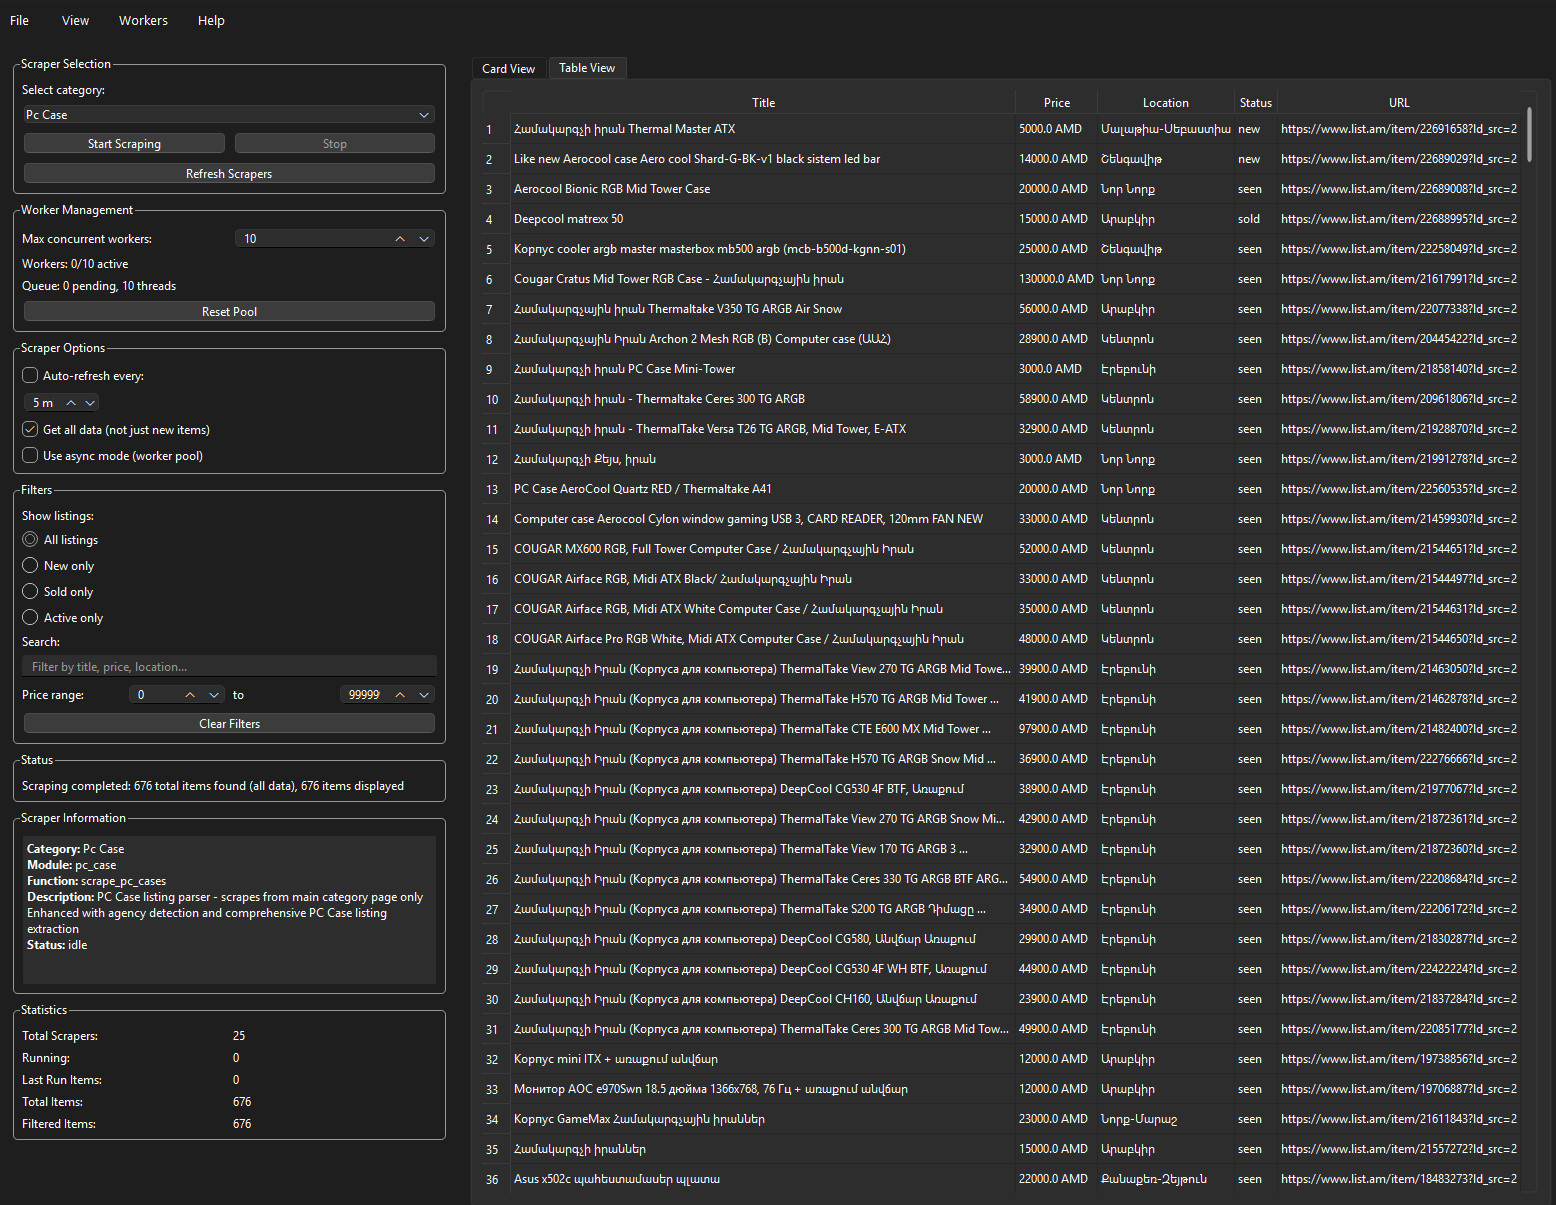 File View Workers Help
Scraper Selection
Select category:
Pc Case
Start Scraping Stop
Refresh Scrapers
Worker Management
Max concurrent workers: 10
Workers: 0/10 active
Queue: 0 pending, 10 threads
Reset Pool
Scraper Options
Auto-refresh every:
5 m
Get all data (not just new items)
Use async mode (worker pool)
Filters
Show listings:
All listings
New only
Sold only
Active only
Search:
Filter by title, price, location...
Price range: 0 to 99999
Clear Filters
Status
Scraping completed: 676 total items found (all data), 676 items displayed
Scraper Information
Category: Pc Case
Module: pc_case
Function: scrape_pc_cases
Description: PC Case listing parser - scrapes from main category page only
Enhanced with agency detection and comprehensive PC Case listing
extraction
Status: idle
Statistics
Total Scrapers: 25
Running: 0
Last Run Items: 0
Total Items: 676
Filtered Items: 676
Card View Table View
Title Price Location Status URL
1 Համակարգչի իրան Thermal Master ATX 5000.0 AMD Մալաթիա-Սեբաստիա new https://www.list.am/item/22691658?ld_src=2
2 Like new Aerocool case Aero cool Shard-G-BK-v1 black sistem led bar 14000.0 AMD Շենգավիթ new https://www.list.am/item/22689029?ld_src=2
3 Aerocool Bionic RGB Mid Tower Case 20000.0 AMD Նոր Նորք seen https://www.list.am/item/22689008?ld_src=2
4 Deepcool matrexx 50 15000.0 AMD Արաբկիր sold https://www.list.am/item/22688995?ld_src=2
5 Корпус cooler argb master masterbox mb500 argb (mcb-b500d-kgnn-s01) 25000.0 AMD Շենգավիթ seen https://www.list.am/item/22258049?ld_src=2
6 Cougar Cratus Mid Tower RGB Case - Համակարգչային իրան 130000.0 AMD Նոր Նորք seen https://www.list.am/item/21617991?ld_src=2
7 Համակարգչային իրան Thermaltake V350 TG ARGB Air Snow 56000.0 AMD Արաբկիր seen https://www.list.am/item/22077338?ld_src=2
8 Համակարգչային Իրան Archon 2 Mesh RGB (B) Computer case (ԱԱՀ) 28900.0 AMD Կենտրոն seen https://www.list.am/item/20445422?ld_src=2
9 Համակարգչի իրան PC Case Mini-Tower 3000.0 AMD Էրեբունի seen https://www.list.am/item/21858140?ld_src=2
10 Համակարգչի իրան - Thermaltake Ceres 300 TG ARGB 58900.0 AMD Կենտրոն seen https://www.list.am/item/20961806?ld_src=2
11 Համակարգչի իրան - ThermalTake Versa T26 TG ARGB, Mid Tower, E-ATX 32900.0 AMD Կենտրոն seen https://www.list.am/item/21928870?ld_src=2
12 Համակարգչի Քեյս, իրան 3000.0 AMD Նոր Նորք seen https://www.list.am/item/21991278?ld_src=2
13 PC Case AeroCool Quartz RED / Thermaltake A41 20000.0 AMD Նոր Նորք seen https://www.list.am/item/22560535?ld_src=2
14 Computer case Aerocool Cylon window gaming USB 3, CARD READER, 120mm FAN NEW 33000.0 AMD Կենտրոն seen https://www.list.am/item/21459930?ld_src=2
15 COUGAR MX600 RGB, Full Tower Computer Case / Համակարգչային Իրան 52000.0 AMD Կենտրոն seen https://www.list.am/item/21544651?ld_src=2
16 COUGAR Airface RGB, Midi ATX Black/ Համակարգչային Իրան 33000.0 AMD Կենտրոն seen https://www.list.am/item/21544497?ld_src=2
17 COUGAR Airface RGB, Midi ATX White Computer Case / Համակարգչային Իրան 35000.0 AMD Կենտրոն seen https://www.list.am/item/21544631?ld_src=2
18 COUGAR Airface Pro RGB White, Midi ATX Computer Case / Համակարգչային Իրան 48000.0 AMD Կենտրոն seen https://www.list.am/item/21544650?ld_src=2
19 Համակարգչի Իրան (Корпуса для компьютера) ThermalTake View 270 TG ARGB Mid Towe... 39900.0 AMD Էրեբունի seen https://www.list.am/item/21463050?ld_src=2
20 Համակարգչի Իրան (Корпуса для компьютера) ThermalTake H570 TG ARGB Mid Tower ... 41900.0 AMD Էրեբունի seen https://www.list.am/item/21462878?ld_src=2
21 Համակարգչի Իրան (Корпуса для компьютера) ThermalTake CTE E600 MX Mid Tower ... 97900.0 AMD Էրեբունի seen https://www.list.am/item/21482400?ld_src=2
22 Համակարգչի Իրան (Корпуса для компьютера) ThermalTake H570 TG ARGB Snow Mid ... 36900.0 AMD Էրեբունի seen https://www.list.am/item/22276666?ld_src=2
23 Համակարգչի Իրան (Корпуса для компьютера) DeepCool CG530 4F BTF, Առաքում 38900.0 AMD Էրեբունի seen https://www.list.am/item/21977067?ld_src=2
24 Համակարգչի Իրան (Корпуса для компьютера) ThermalTake View 270 TG ARGB Snow Mi... 42900.0 AMD Էրեբունի seen https://www.list.am/item/21872361?ld_src=2
25 Համակարգչի Իրան (Корпуса для компьютера) ThermalTake View 170 TG ARGB 3 ... 32900.0 AMD Էրեբունի seen https://www.list.am/item/21872360?ld_src=2
26 Համակարգչի Իրան (Корпуса для компьютера) ThermalTake Ceres 330 TG ARGB BTF ARG... 54900.0 AMD Էրեբունի seen https://www.list.am/item/22208684?ld_src=2
27 Համակարգչի Իրան (Корпуса для компьютера) ThermalTake S200 TG ARGB Դիմացը ... 34900.0 AMD Էրեբունի seen https://www.list.am/item/22206172?ld_src=2
28 Համակարգչի Իրան (Корпуса для компьютера) DeepCool CG580, Անվճար Առաքում 29900.0 AMD Էրեբունի seen https://www.list.am/item/21830287?ld_src=2
29 Համակարգչի Իրան (Корпуса для компьютера) DeepCool CG530 4F WH BTF, Առաքում 44900.0 AMD Էրեբունի seen https://www.list.am/item/22422224?ld_src=2
30 Համակարգչի Իրան (Корпуса для компьютера) DeepCool CH160, Անվճար Առաքում 23900.0 AMD Էրեբունի seen https://www.list.am/item/21837284?ld_src=2
31 Համակարգչի Իրան (Корпуса для компьютера) ThermalTake Ceres 300 TG ARGB Mid Tow... 49900.0 AMD Էրեբունի seen https://www.list.am/item/22085177?ld_src=2
32 Корпус mini ITX + առաքում անվճար 12000.0 AMD Արաբկիր seen https://www.list.am/item/19738856?ld_src=2
33 Монитор AOC e970Swn 18.5 дюйма 1366x768, 76 Гц + առաքում անվճար 12000.0 AMD Արաբկիր seen https://www.list.am/item/19706887?ld_src=2
34 Корпус GameMax Համակարգչային իրաններ 23000.0 AMD Նորք-Մարաշ seen https://www.list.am/item/21611843?ld_src=2
35 Համակարգչի իրաններ 15000.0 AMD Արաբկիր seen https://www.list.am/item/21557272?ld_src=2
36 Asus x502c պահեստամասեր պլատա 22000.0 AMD Քանաքեռ-Զեյթուն seen https://www.list.am/item/18483273?ld_src=2